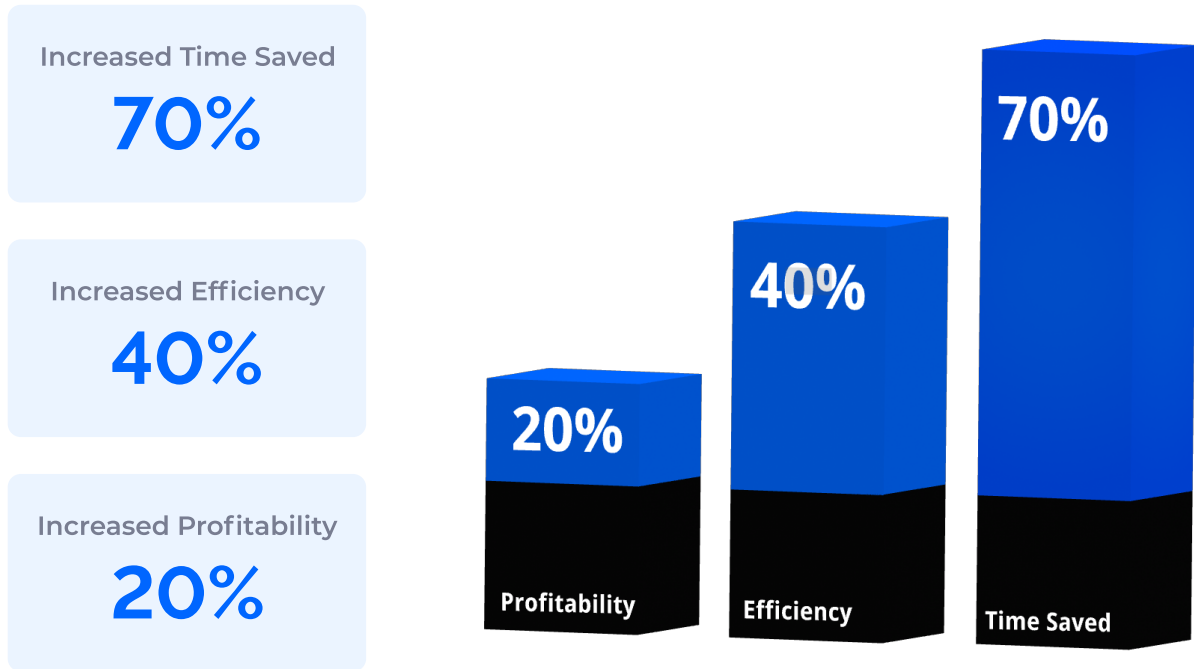 Increased Time Saved
70%
Increased Efficiency
40%
Increased Profitability
20%
20%
Profitability
40%
Efficiency
70%
Time Saved